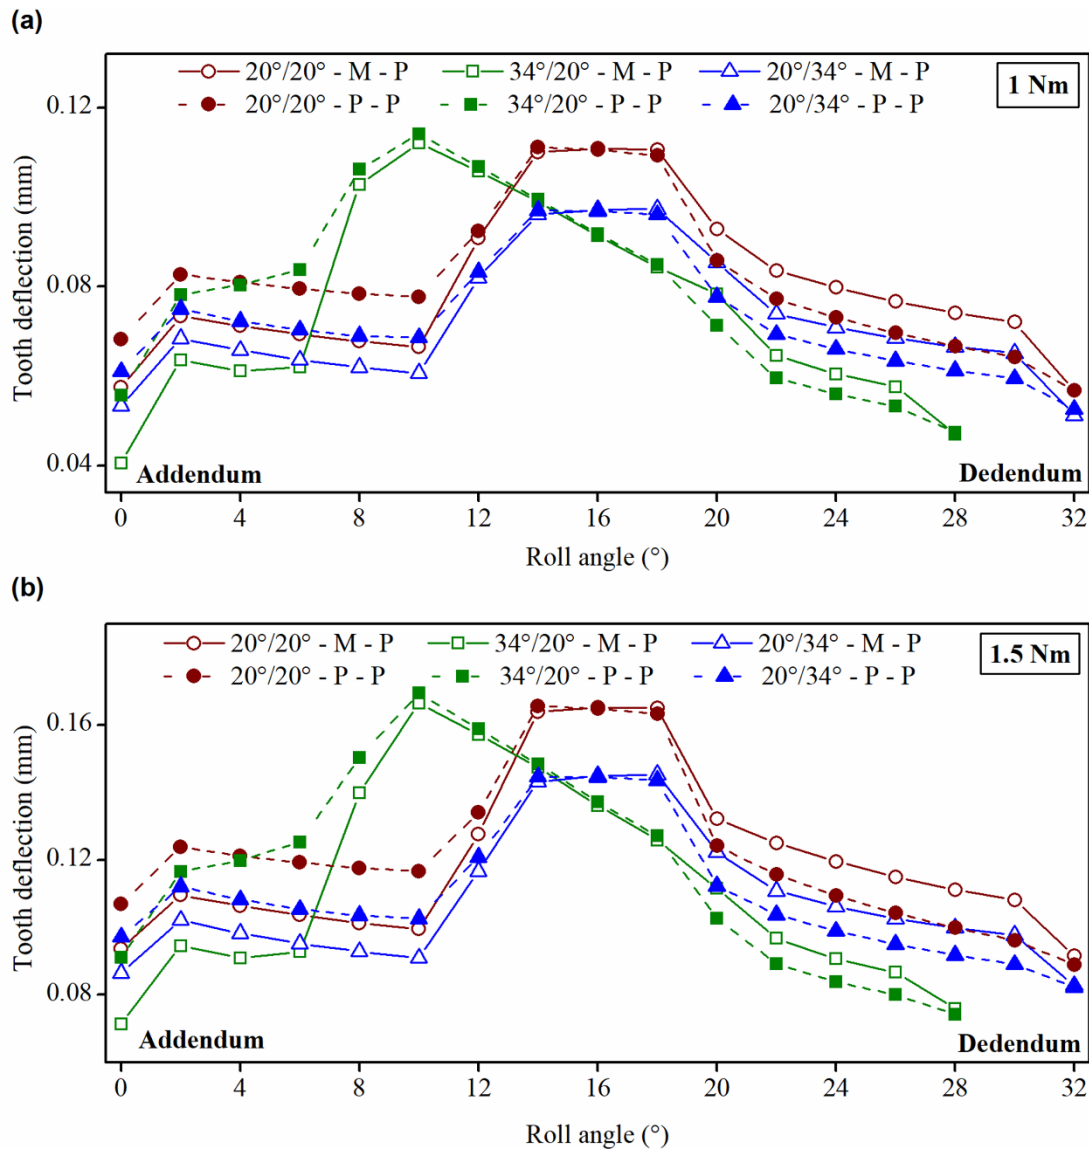 (a)
20°/20° - M - P 34°/20° - M - P 20°/34° - M - P
20°/20° - P - P 34°/20° - P - P 20°/34° - P - P
1 Nm
0.12
0.08
0.04
Tooth deflection (mm)
Addendum Dedendum
0 4 8 12 16 20 24 28 32
Roll angle (°)
(b)
20°/20° - M - P 34°/20° - M - P 20°/34° - M - P
20°/20° - P - P 34°/20° - P - P 20°/34° - P - P
1.5 Nm
0.16
0.12
0.08
Tooth deflection (mm)
Addendum Dedendum
0 4 8 12 16 20 24 28 32
Roll angle (°)